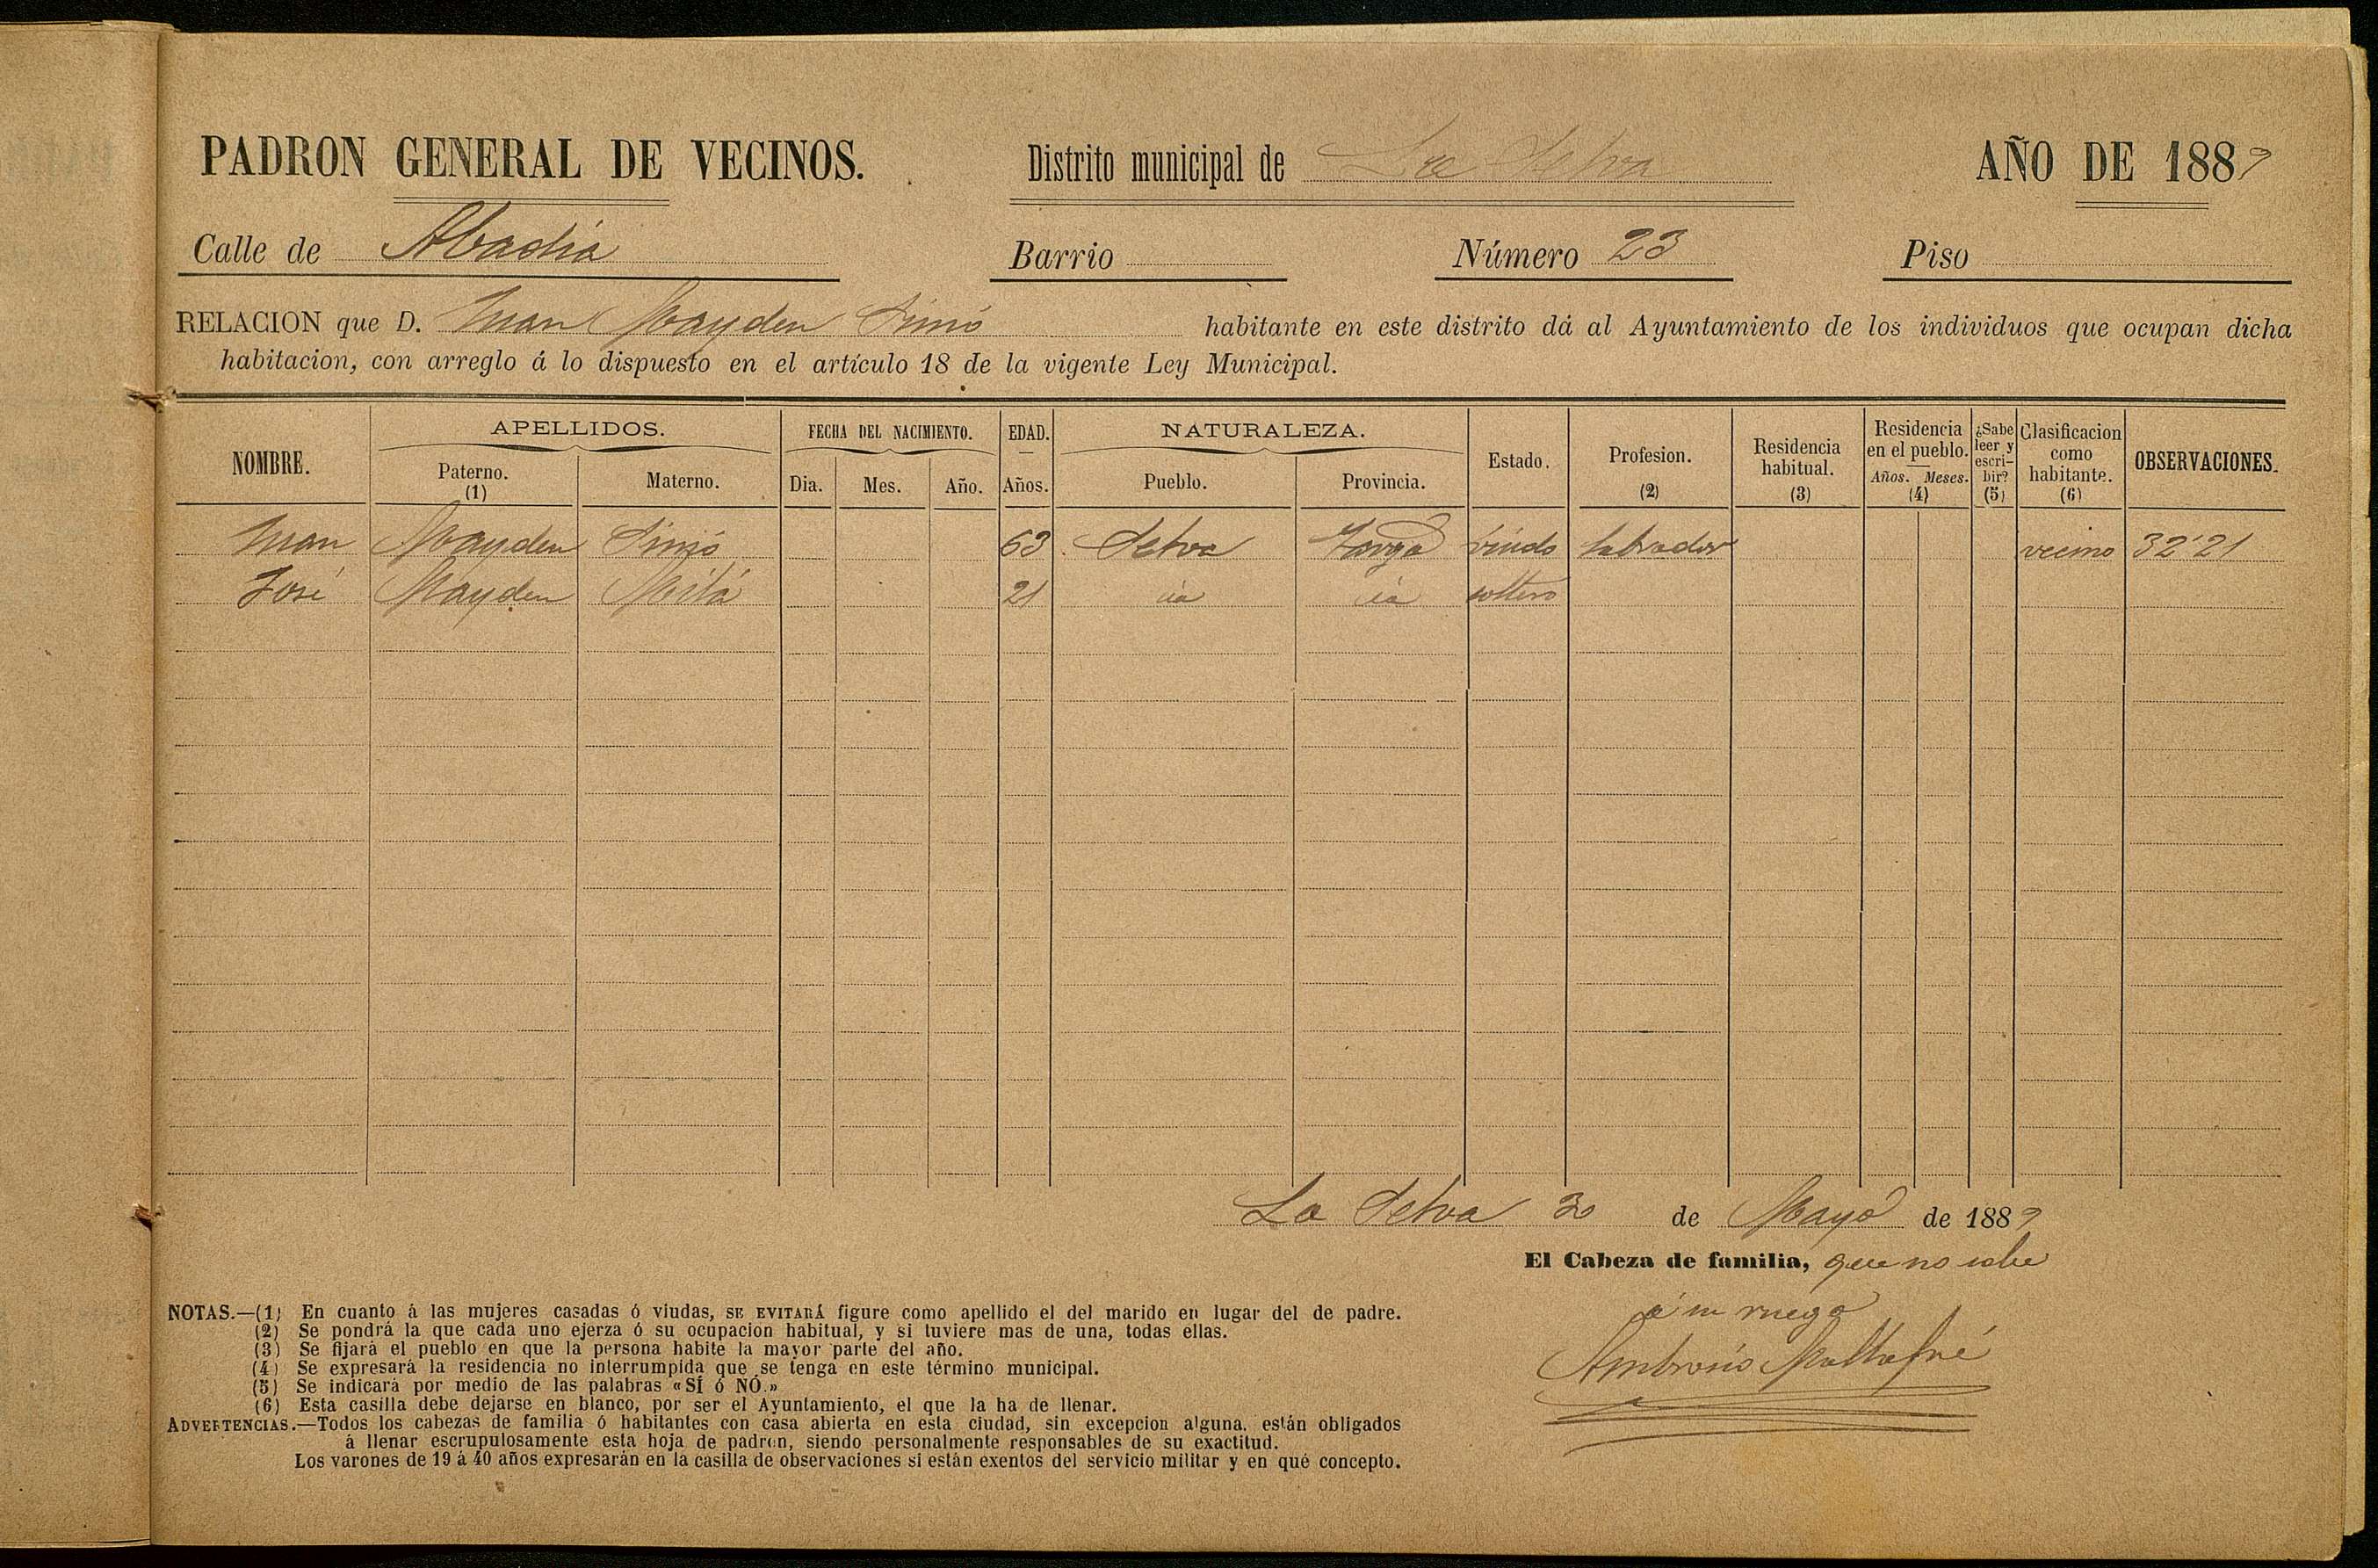 PADRON GENERAL DE VECINOS. Distrito municipal de La Selva AÑO DE 1889
Calle de Abadia Barrio Número 23 Piso
RELACION que D. Juan Mayden Simó habitante en este distrito dá al Ayuntamiento de los individuos que ocupan dicha
habitacion, con arreglo á lo dispuesto en el artículo 18 de la vigente Ley Municipal.
NOMBRE. APELLIDOS. Paterno. (1) Materno. FECHA DEL NACIMIENTO. Dia. Mes. Año. EDAD. Años. NATURALEZA. Pueblo. Provincia. Estado. Profesion. (2) Residencia habitual. (3) Residencia en el pueblo. Años. Meses. (4) ¿Sabe leer y escribir? (5) Clasificacion como habitante. (6) OBSERVACIONES.
Juan Mayden Simó 63 Selva viudo labrador vecino 32'21
José Mayden Milá 21 soltero
La Selva 30 de Mayo de 1889
El Cabeza de familia, que no sabe
á su ruego
Ambrosio
NOTAS.—(1) En cuanto á las mujeres casadas ó viudas, SE EVITARÁ figure como apellido el del marido en lugar del de padre.
(2) Se pondrá la que cada uno ejerza ó su ocupacion habitual, y si tuviere mas de una, todas ellas.
(3) Se fijará el pueblo en que la persona habite la mayor parte del año.
(4) Se expresará la residencia no interrumpida que se tenga en este término municipal.
(5) Se indicará por medio de las palabras «SÍ ó NÓ.»
(6) Esta casilla debe dejarse en blanco, por ser el Ayuntamiento, el que la ha de llenar.
ADVERTENCIAS.—Todos los cabezas de familia ó habitantes con casa abierta en esta ciudad, sin excepcion alguna, están obligados
á llenar escrupulosamente esta hoja de padron, siendo personalmente responsables de su exactitud.
Los varones de 19 á 40 años expresarán en la casilla de observaciones si están exentos del servicio militar y en qué concepto.